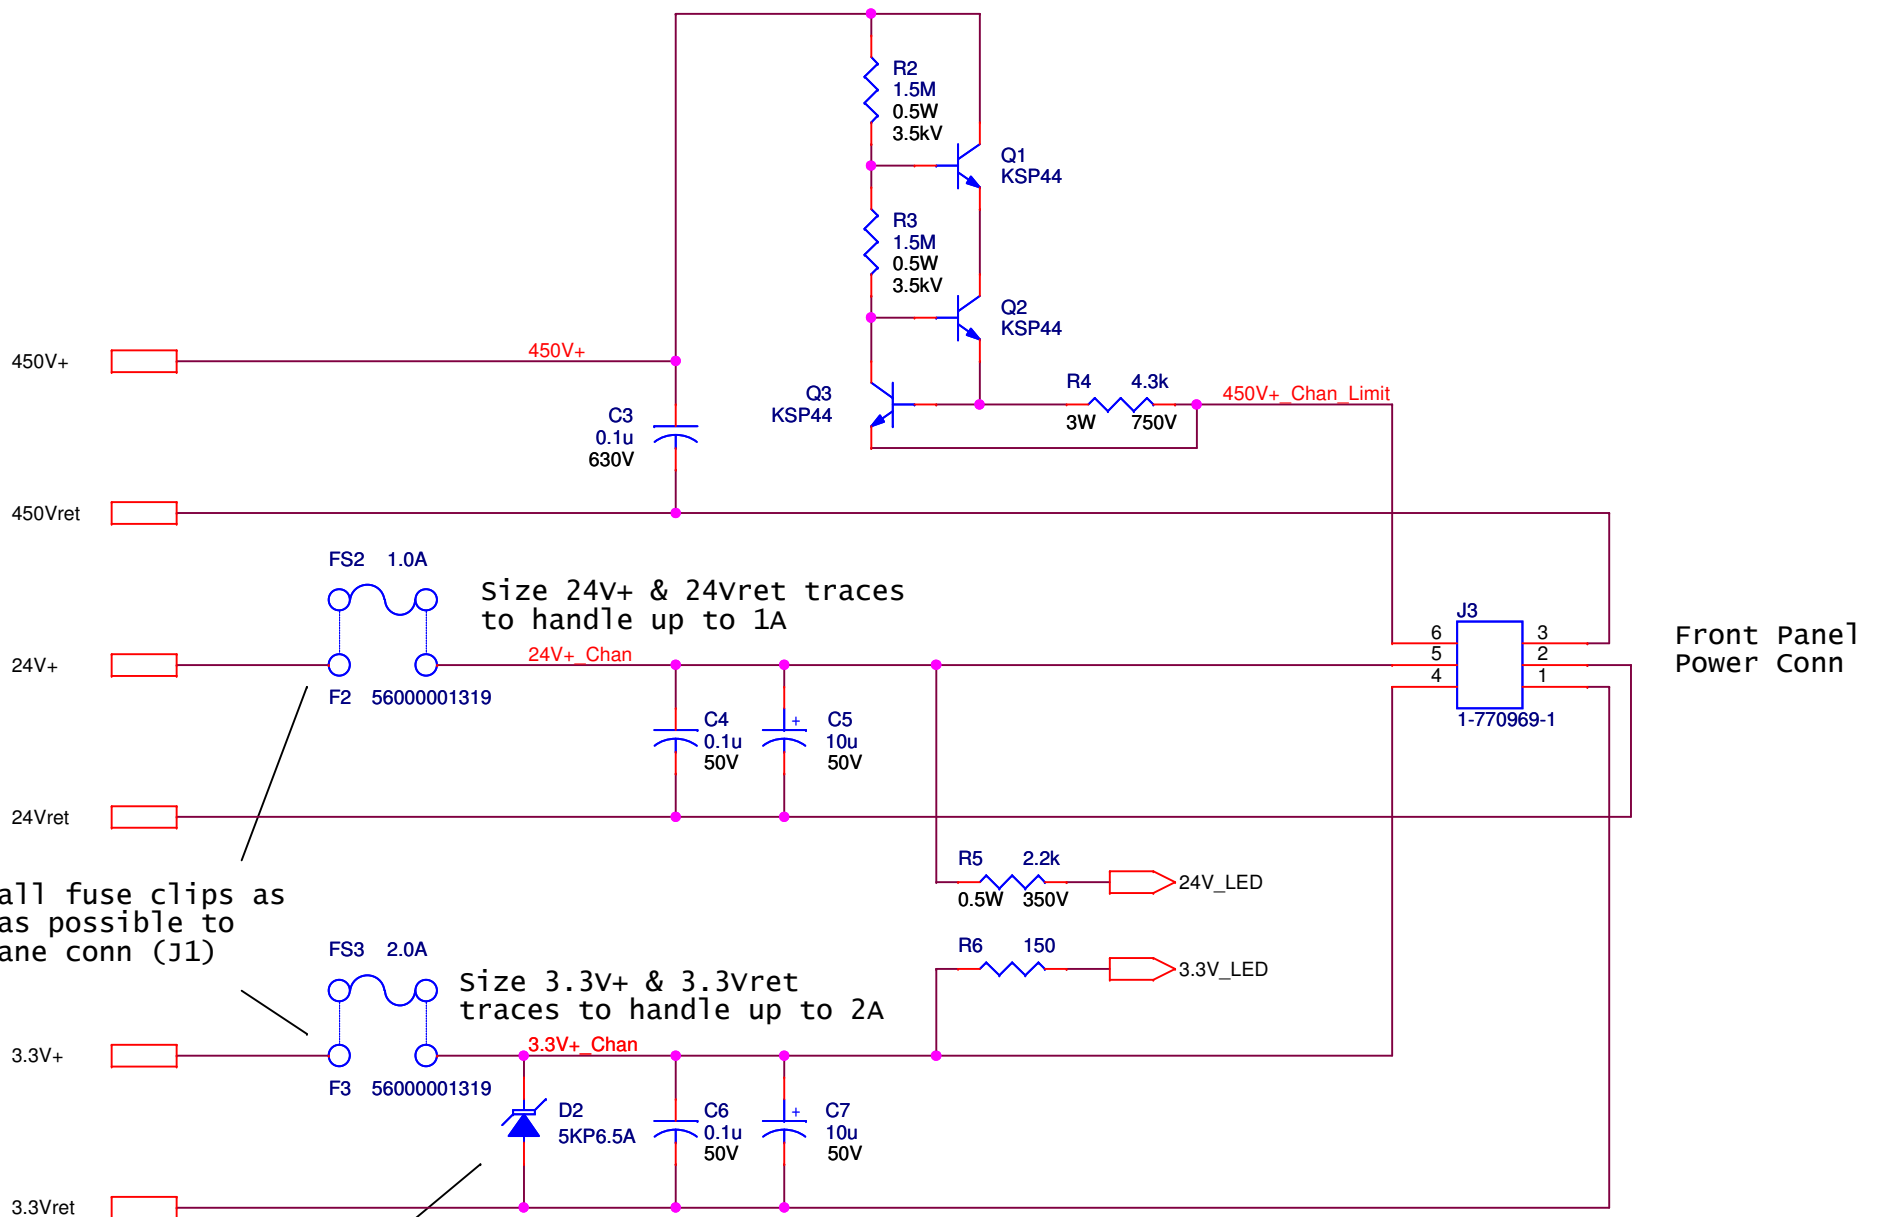 R2
1.5M
0.5W
3.5kV
Q1
KSP44
R3
1.5M
0.5W
3.5kV
Q2
KSP44
450V+
450V+
Q3
KSP44
R4 4.3k
3W 750V
450V+_Chan_Limit
C3
0.1u
630V
450Vret
FS2 1.0A
Size 24V+ & 24Vret traces
to handle up to 1A
24V+
24V+_Chan
F2 56000001319
J3
6 3
5 2
4 1
1-770969-1
Front Panel
Power Conn
C4
0.1u
50V
+ C5
10u
50V
24Vret
R5 2.2k
0.5W 350V
24V_LED
all fuse clips as
as possible to
ane conn (J1)
R6 150
3.3V_LED
FS3 2.0A
Size 3.3V+ & 3.3Vret
traces to handle up to 2A
3.3V+
3.3V+_Chan
F3 56000001319
D2
5KP6.5A
C6
0.1u
50V
+ C7
10u
50V
3.3Vret